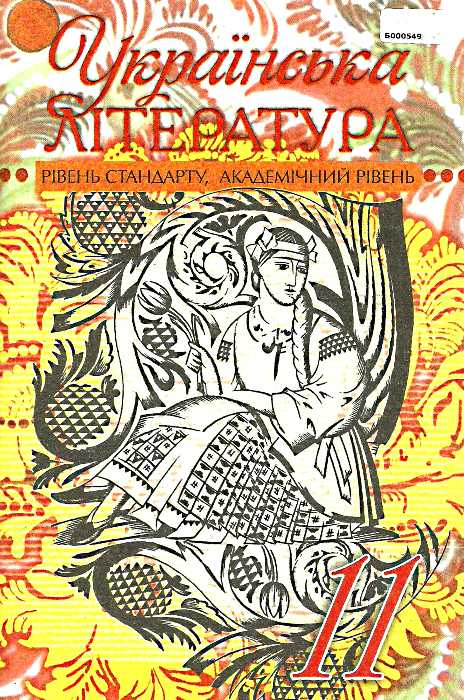 Б000549
Українська
ЛІТЕРАТУРА
РІВЕНЬ СТАНДАРТУ, АКАДЕМІЧНИЙ РІВЕНЬ
11